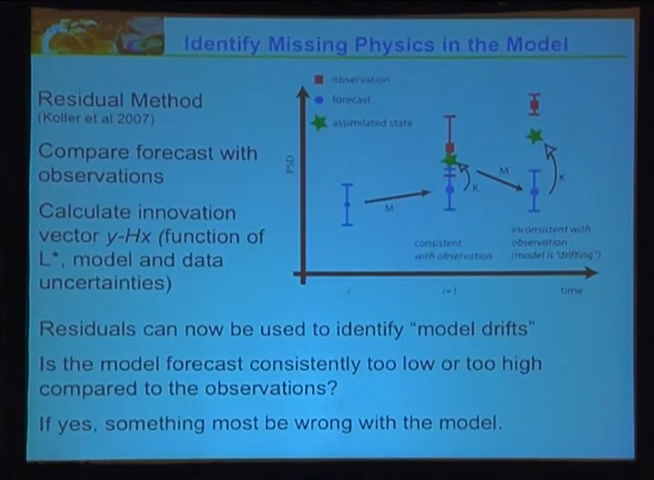 Identify Missing Physics in the Model
Residual Method
(Koller et al 2007)
Compare forecast with
observations
Calculate innovation
vector y-Hx (function of
L*, model and data
uncertainties)
observation
forecast
assimilated state
PSD
M
K
M
K
consistent
with observation
inconsistent with
observation
(model is "drifting")
time
Residuals can now be used to identify “model drifts”
Is the model forecast consistently too low or too high
compared to the observations?
If yes, something most be wrong with the model.